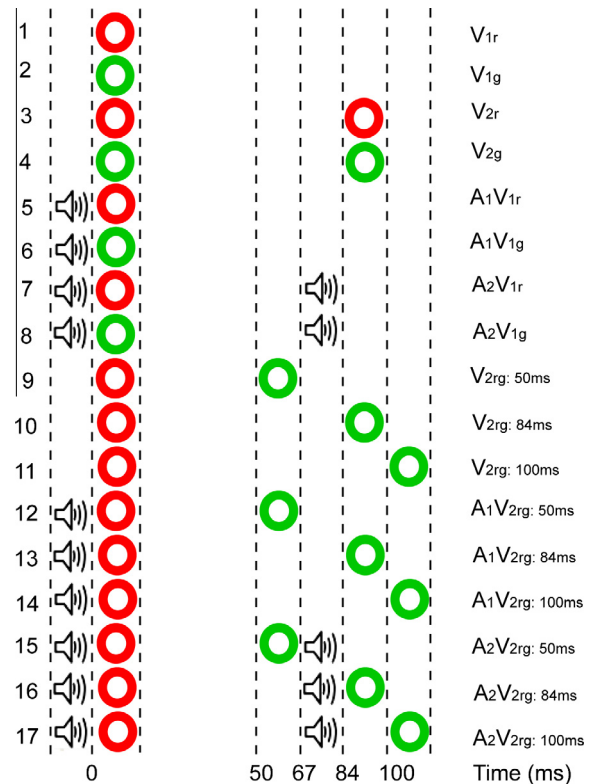 1 V1r
2 V1g
3 V2r
4 V2g
5 A1V1r
6 A1V1g
7 A2V1r
8 A2V1g
9 V2rg: 50ms
10 V2rg: 84ms
11 V2rg: 100ms
12 A1V2rg: 50ms
13 A1V2rg: 84ms
14 A1V2rg: 100ms
15 A2V2rg: 50ms
16 A2V2rg: 84ms
17 A2V2rg: 100ms
0 50 67 84 100 Time (ms)